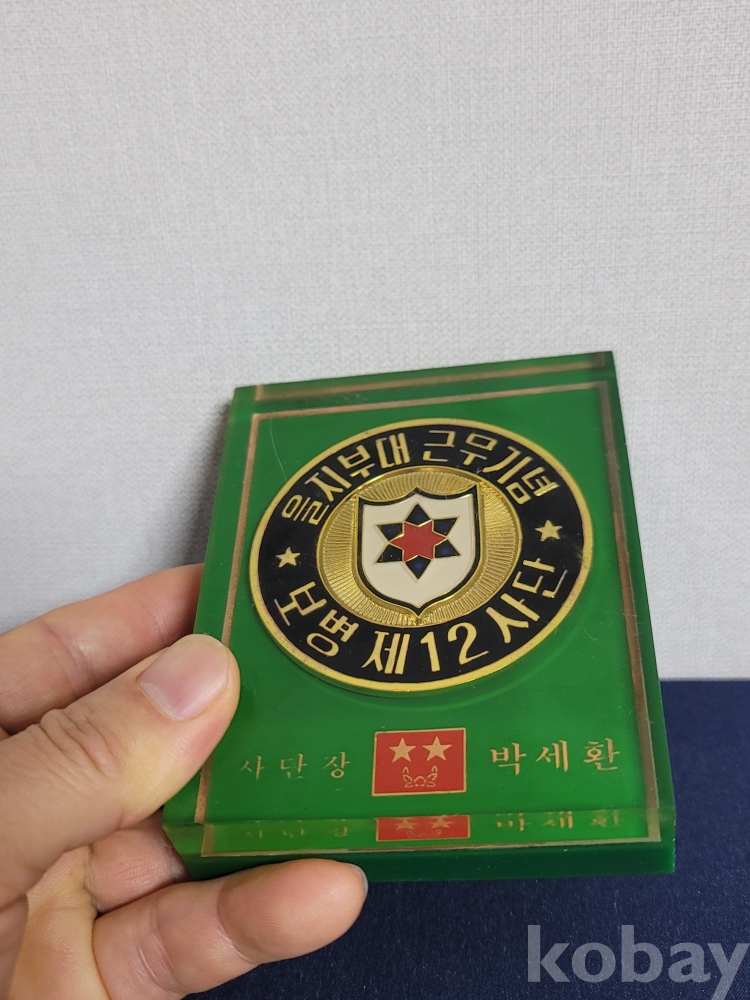 을지부대 근무기념
보병 제12사단
사단장 박세환
kobay